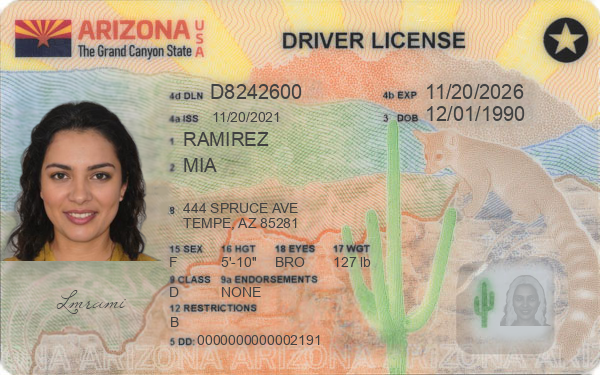 ARIZONA USA
The Grand Canyon State
DRIVER LICENSE
4d DLN D8242600
4b EXP 11/20/2026
4a ISS 11/20/2021
3 DOB 12/01/1990
1 RAMIREZ
2 MIA
8 444 SPRUCE AVE
TEMPE, AZ 85281
15 SEX 16 HGT 18 EYES 17 WGT
F 5'-10" BRO 127 lb
9 CLASS 9a ENDORSEMENTS
D NONE
12 RESTRICTIONS
B
Lmrami
5 DD: 0000000000002191
ONA ARIZONA ARIZONA ARIZONA ARIZONA